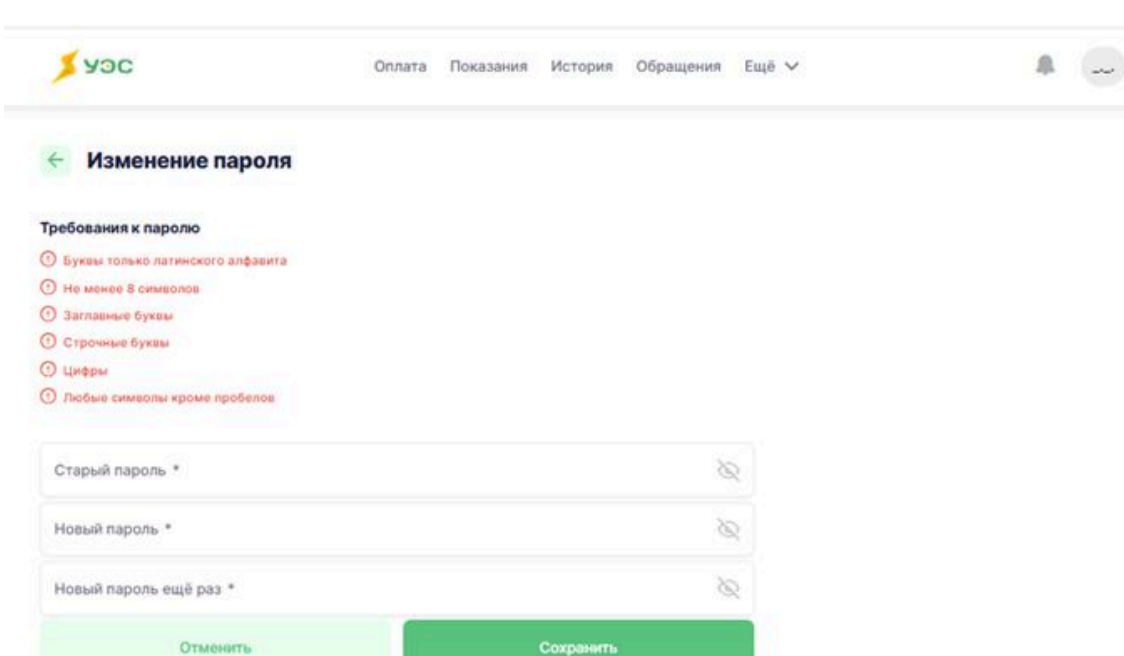 УЭС
Оплата Показания История Обращения Ещё
Изменение пароля
Требования к паролю
Буквы только латинского алфавита
Не менее 8 символов
Заглавные буквы
Строчные буквы
Цифры
Любые символы кроме пробелов
Старый пароль *
Новый пароль *
Новый пароль ещё раз *
Отменить Сохранить